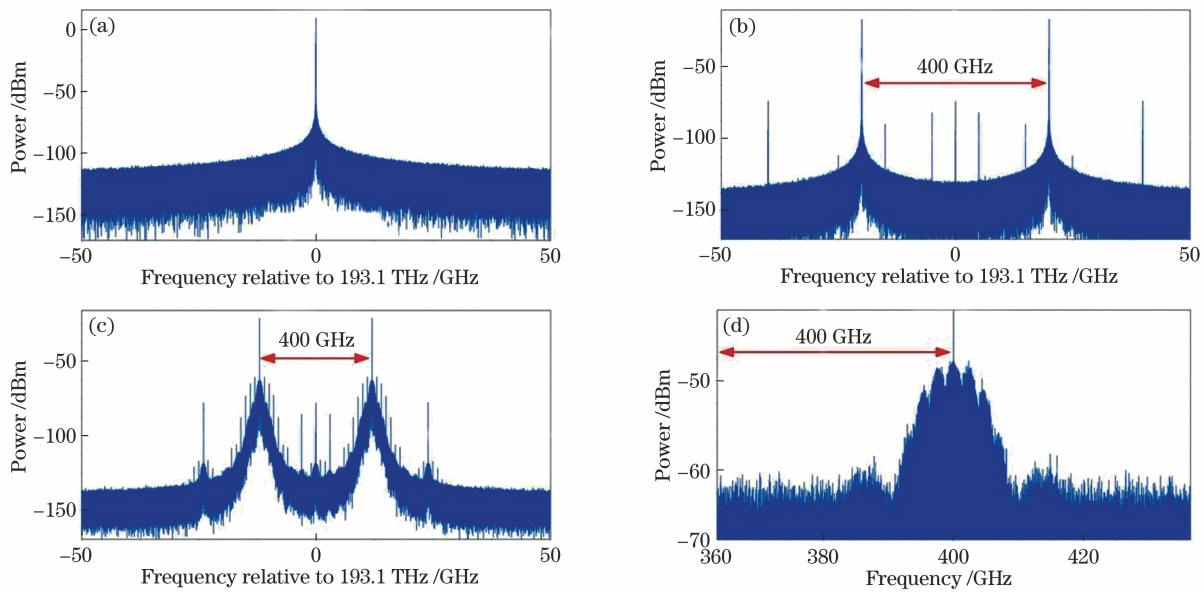 (a)
0
−50
−100
−150
Power /dBm
−50
0
50
Frequency relative to 193.1 THz /GHz
(b)
400 GHz
−50
−100
−150
Power /dBm
−50
0
50
Frequency relative to 193.1 THz /GHz
(c)
400 GHz
−50
−100
−150
Power /dBm
−50
0
50
Frequency relative to 193.1 THz /GHz
(d)
400 GHz
−50
−60
−70
Power /dBm
360
380
400
420
Frequency /GHz